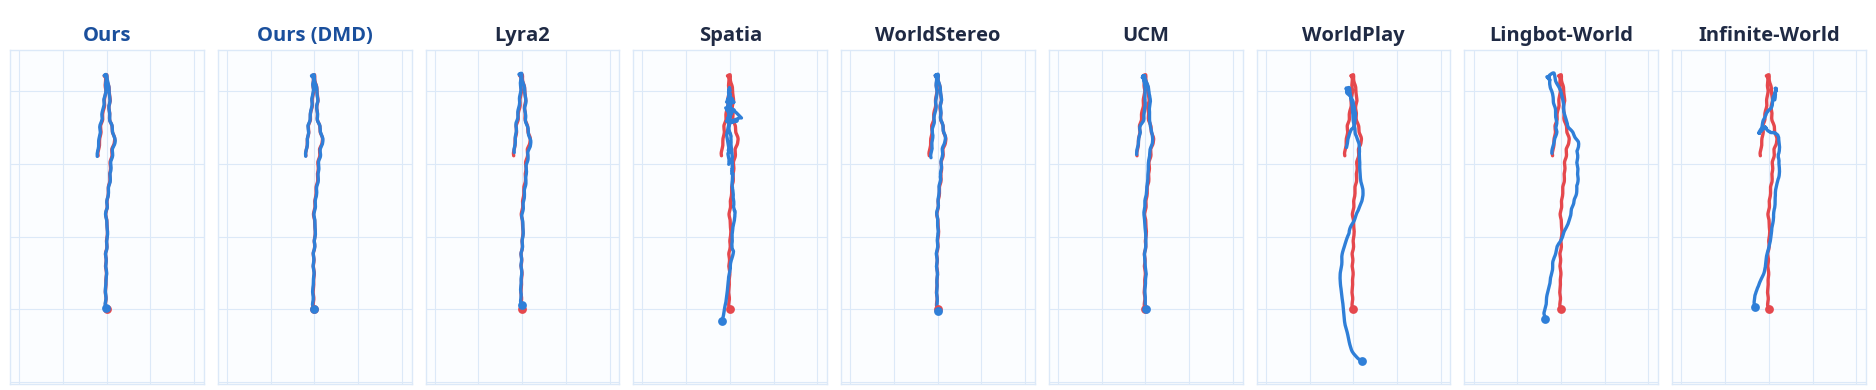 Ours
Ours (DMD)
Lyra2
Spatia
WorldStereo
UCM
WorldPlay
Lingbot-World
Infinite-World